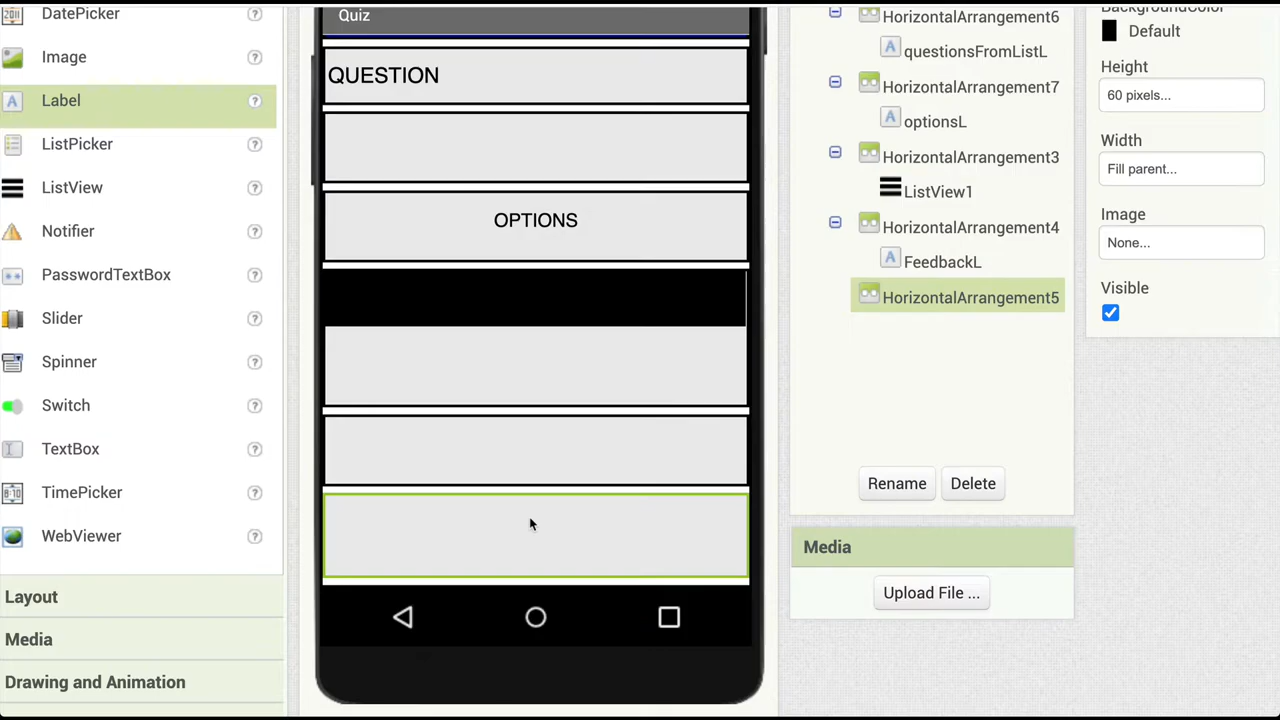 DatePicker
?
Image
?
Label
?
ListPicker
?
ListView
?
Notifier
?
PasswordTextBox
?
Slider
?
Spinner
?
Switch
?
TextBox
?
TimePicker
?
WebViewer
?
Layout
Media
Drawing and Animation
Quiz
QUESTION
OPTIONS
HorizontalArrangement6
A questionsFromListL
HorizontalArrangement7
A optionsL
HorizontalArrangement3
ListView1
HorizontalArrangement4
A FeedbackL
HorizontalArrangement5
Rename
Delete
Media
Upload File ...
BackgroundColor
Default
Height
60 pixels...
Width
Fill parent...
Image
None...
Visible